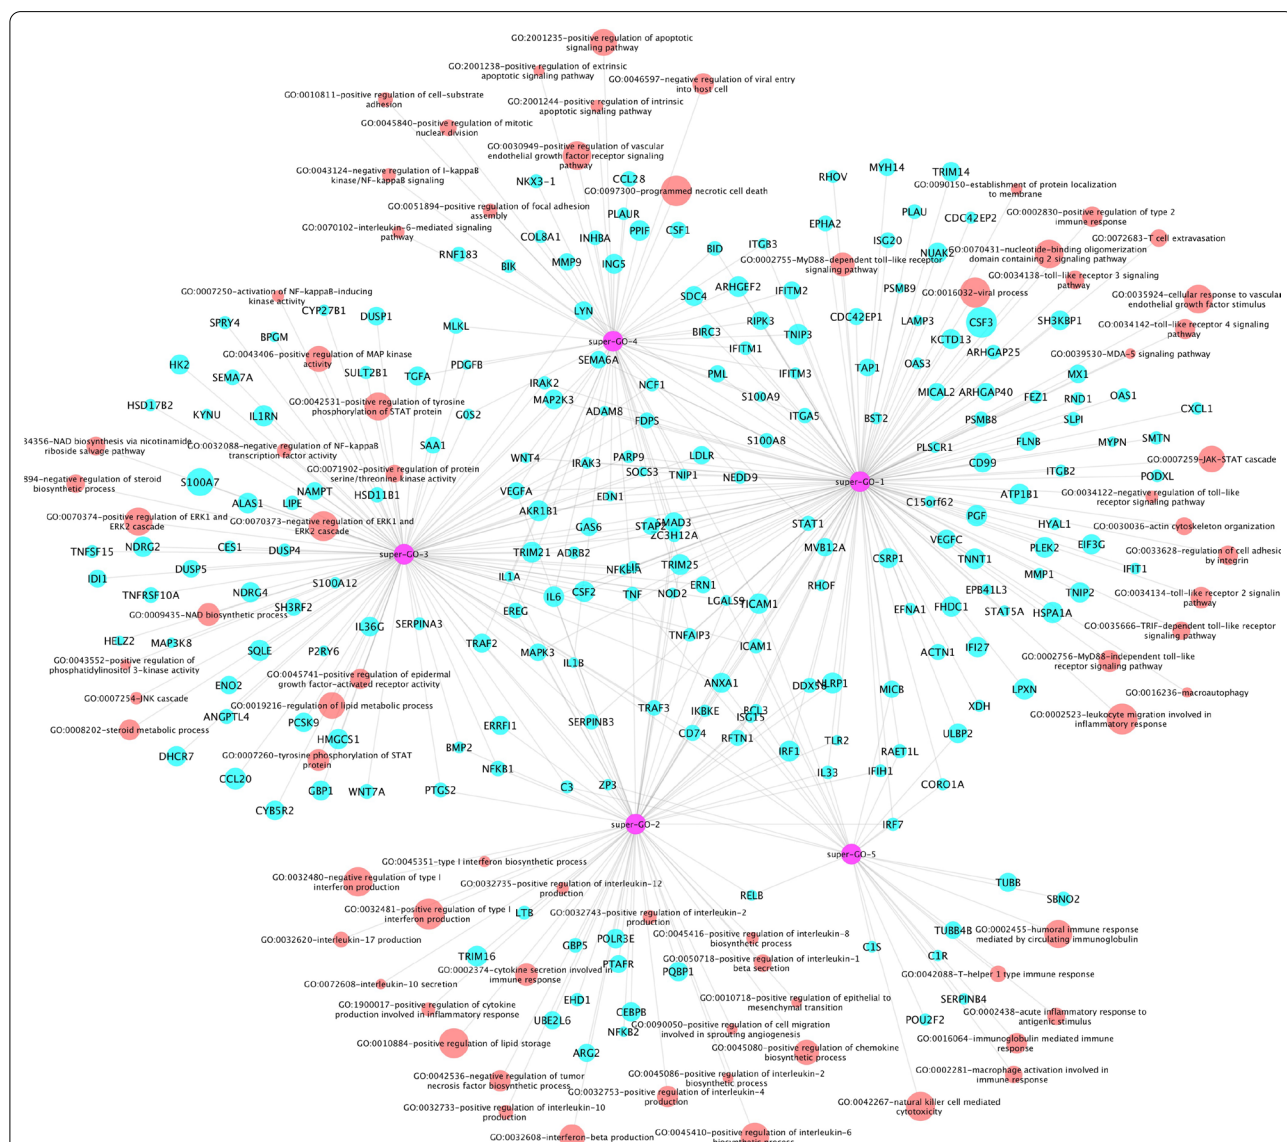 GO:2001235-positive regulation of apoptotic
signaling pathway
GO:2001238-positive regulation of extrinsic
apoptotic signaling pathway
GO:0046597-negative regulation of viral entry
into host cell
GO:0010811-positive regulation of cell-substrate
adhesion
GO:2001244-positive regulation of intrinsic
apoptotic signaling pathway
GO:0045840-positive regulation of mitotic
nuclear division
GO:0030949-positive regulation of vascular
endothelial growth factor receptor signaling
pathway
GO:0043124-negative regulation of I-kappaB
kinase/NF-kappaB signaling
NKX3-1
CCL28
GO:0097300-programmed necrotic cell death
RHOV
MYH14
TRIM14
GO:0090150-establishment of protein localization
to membrane
GO:0051894-positive regulation of focal adhesion
assembly
PLAUR
PLAU
CDC42EP2
GO:0002830-positive regulation of type 2
immune response
GO:0070102-interleukin-6-mediated signaling
pathway
COL8A1
INHBA
PPIF
CSF1
EPHA2
ISG20
GO:0072683-T cell extravasation
RNF183
BIK
MMP9
ING5
BID
ITGB3
NUAK2
GO:0070431-nucleotide-binding oligomerization
domain containing 2 signaling pathway
GO:0002755-MyD88-dependent toll-like receptor
signaling pathway
GO:0034138-toll-like receptor 3 signaling
pathway
GO:0007250-activation of NF-kappaB-inducing
kinase activity
SDC4
ARHGEF2
IFITM2
PSMB9
GO:0016032-viral process
GO:0035924-cellular response to vascular
endothelial growth factor stimulus
CYP27B1
DUSP1
LYN
SPRY4
MLKL
BIRC3
RIPK3
TNIP3
CDC42EP1
LAMP3
CSF3
SH3KBP1
GO:0034142-toll-like receptor 4 signaling
pathway
BPGM
super-GO-4
KCTD13
IFITM1
ARHGAP25
GO:0039530-MDA-5 signaling pathway
GO:0043406-positive regulation of MAP kinase
activity
HK2
SEMA7A
SULT2B1
TGFA
PDGFB
SEMA6A
PML
IFITM3
TAP1
OAS3
MX1
IRAK2
NCF1
MAP2K3
S100A9
MICAL2
ARHGAP40
FEZ1
RND1
OAS1
HSD17B2
KYNU
IL1RN
GO:0042531-positive regulation of tyrosine
phosphorylation of STAT protein
G0S2
ADAM8
FDPS
ITGA5
BST2
PSMB8
SLPI
CXCL1
GO:0034356-NAD biosynthesis via nicotinamide
riboside salvage pathway
GO:0032088-negative regulation of NF-kappaB
transcription factor activity
SAA1
S100A8
PLSCR1
FLNB
MYPN
SMTN
WNT4
IRAK3
PARP9
LDLR
CD99
GO:0007259-JAK-STAT cascade
GO:0071902-positive regulation of protein
serine/threonine kinase activity
SOCS3
TNIP1
NEDD9
super-GO-1
ITGB2
PODXL
894-negative regulation of steroid
biosynthetic process
S100A7
NAMPT
HSD11B1
VEGFA
EDN1
ATP1B1
GO:0034122-negative regulation of toll-like
receptor signaling pathway
ALAS1
LIPE
AKR1B1
C15orf62
GO:0070374-positive regulation of ERK1 and
ERK2 cascade
GO:0070373-negative regulation of ERK1 and
ERK2 cascade
GAS6
STAP2
SMAD3
ZC3H12A
STAT1
PGF
HYAL1
GO:0030036-actin cytoskeleton organization
TNFSF15
NDRG2
CES1
DUSP4
super-GO-3
TRIM21
ADRB2
MVB12A
VEGFC
PLEK2
EIF3G
GO:0033628-regulation of cell adhesion
by integrin
DUSP5
LIF
TRIM25
CSRP1
TNNT1
IFIT1
IDI1
S100A12
IL1A
MMP1
TNFRSF10A
NDRG4
IL6
CSF2
TNF
NOD2
ERN1
RHOF
EPB41L3
TNIP2
GO:0034134-toll-like receptor 2 signalin
pathway
GO:0009435-NAD biosynthetic process
SH3RF2
EREG
LGALS9
TICAM1
EFNA1
FHDC1
STAT5A
HSPA1A
IL36G
SERPINA3
GO:0035666-TRIF-dependent toll-like receptor
signaling pathway
HELZ2
MAP3K8
SQLE
P2RY6
TRAF2
MAPK3
IL1B
TNFAIP3
ICAM1
ACTN1
IFI27
GO:0002756-MyD88-independent toll-like
receptor signaling pathway
GO:0043552-positive regulation of
phosphatidylinositol 3-kinase activity
GO:0045741-positive regulation of epidermal
growth factor-activated receptor activity
ENO2
ANXA1
DDX58
NLRP1
MICB
LPXN
GO:0016236-macroautophagy
GO:0007254-JNK cascade
GO:0019216-regulation of lipid metabolic process
TRAF3
IKBKE
XDH
GO:0002523-leukocyte migration involved in
inflammatory response
ANGPTL4
PCSK9
ERRFI1
SERPINB3
ISG15
GO:0008202-steroid metabolic process
HMGCS1
CD74
RFTN1
TLR2
ULBP2
DHCR7
GO:0007260-tyrosine phosphorylation of STAT
protein
BMP2
IRF1
RAET1L
CCL20
NFKB1
IL33
IFIH1
CORO1A
GBP1
WNT7A
PTGS2
C3
ZP3
CYB5R2
super-GO-2
IRF7
super-GO-5
GO:0045351-type I interferon biosynthetic process
GO:0032480-negative regulation of type I
interferon production
GO:0032735-positive regulation of interleukin-12
production
RELB
TUBB
SBNO2
GO:0032481-positive regulation of type I
interferon production
LTB
GO:0032743-positive regulation of interleukin-2
production
GO:0032620-interleukin-17 production
GBP5
POLR3E
GO:0045416-positive regulation of interleukin-8
biosynthetic process
C1S
TUBB4B
GO:0002455-humoral immune response
mediated by circulating immunoglobulin
TRIM16
PTAFR
GO:0050718-positive regulation of interleukin-1
beta secretion
C1R
GO:0002374-cytokine secretion involved in
immune response
PQBP1
GO:0042088-T-helper 1 type immune response
GO:0072608-interleukin-10 secretion
EHD1
GO:0010718-positive regulation of epithelial to
mesenchymal transition
SERPINB4
GO:1900017-positive regulation of cytokine
production involved in inflammatory response
UBE2L6
CEBPB
NFKB2
POU2F2
GO:0002438-acute inflammatory response to
antigenic stimulus
GO:0090050-positive regulation of cell migration
involved in sprouting angiogenesis
GO:0010884-positive regulation of lipid storage
ARG2
GO:0045080-positive regulation of chemokine
biosynthetic process
GO:0016064-immunoglobulin mediated immune
response
GO:0042536-negative regulation of tumor
necrosis factor biosynthetic process
GO:0045086-positive regulation of interleukin-2
biosynthetic process
GO:0002281-macrophage activation involved in
immune response
GO:0032753-positive regulation of interleukin-4
production
GO:0032733-positive regulation of interleukin-10
production
GO:0042267-natural killer cell mediated
cytotoxicity
GO:0032608-interferon-beta production
GO:0045410-positive regulation of interleukin-6